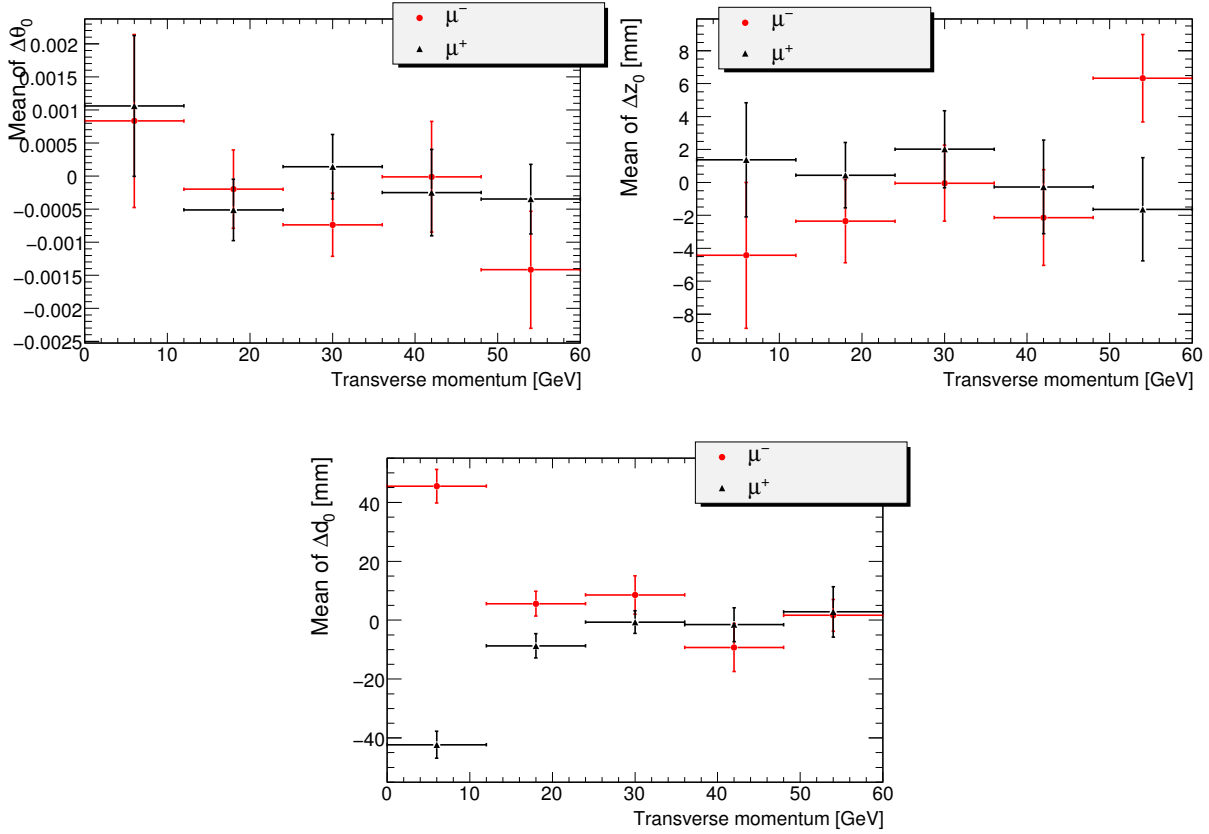 μ⁻
μ⁺
Mean of Δθ₀
0.002
0.0015
0.001
0.0005
0
−0.0005
−0.001
−0.0015
−0.002
−0.0025
0 10 20 30 40 50 60
Transverse momentum [GeV]
μ⁻
μ⁺
Mean of Δz₀ [mm]
8
6
4
2
0
−2
−4
−6
−8
0 10 20 30 40 50 60
Transverse momentum [GeV]
μ⁻
μ⁺
Mean of Δd₀ [mm]
40
20
0
−20
−40
0 10 20 30 40 50 60
Transverse momentum [GeV]